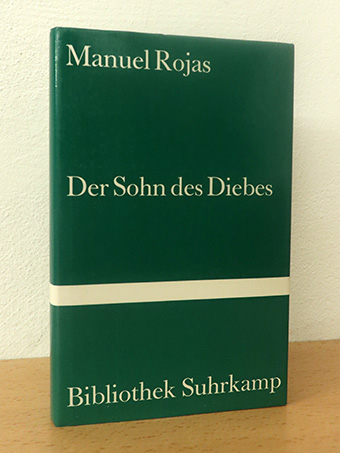 Manuel Rojas
Der Sohn des Diebes
Bibliothek Suhrkamp